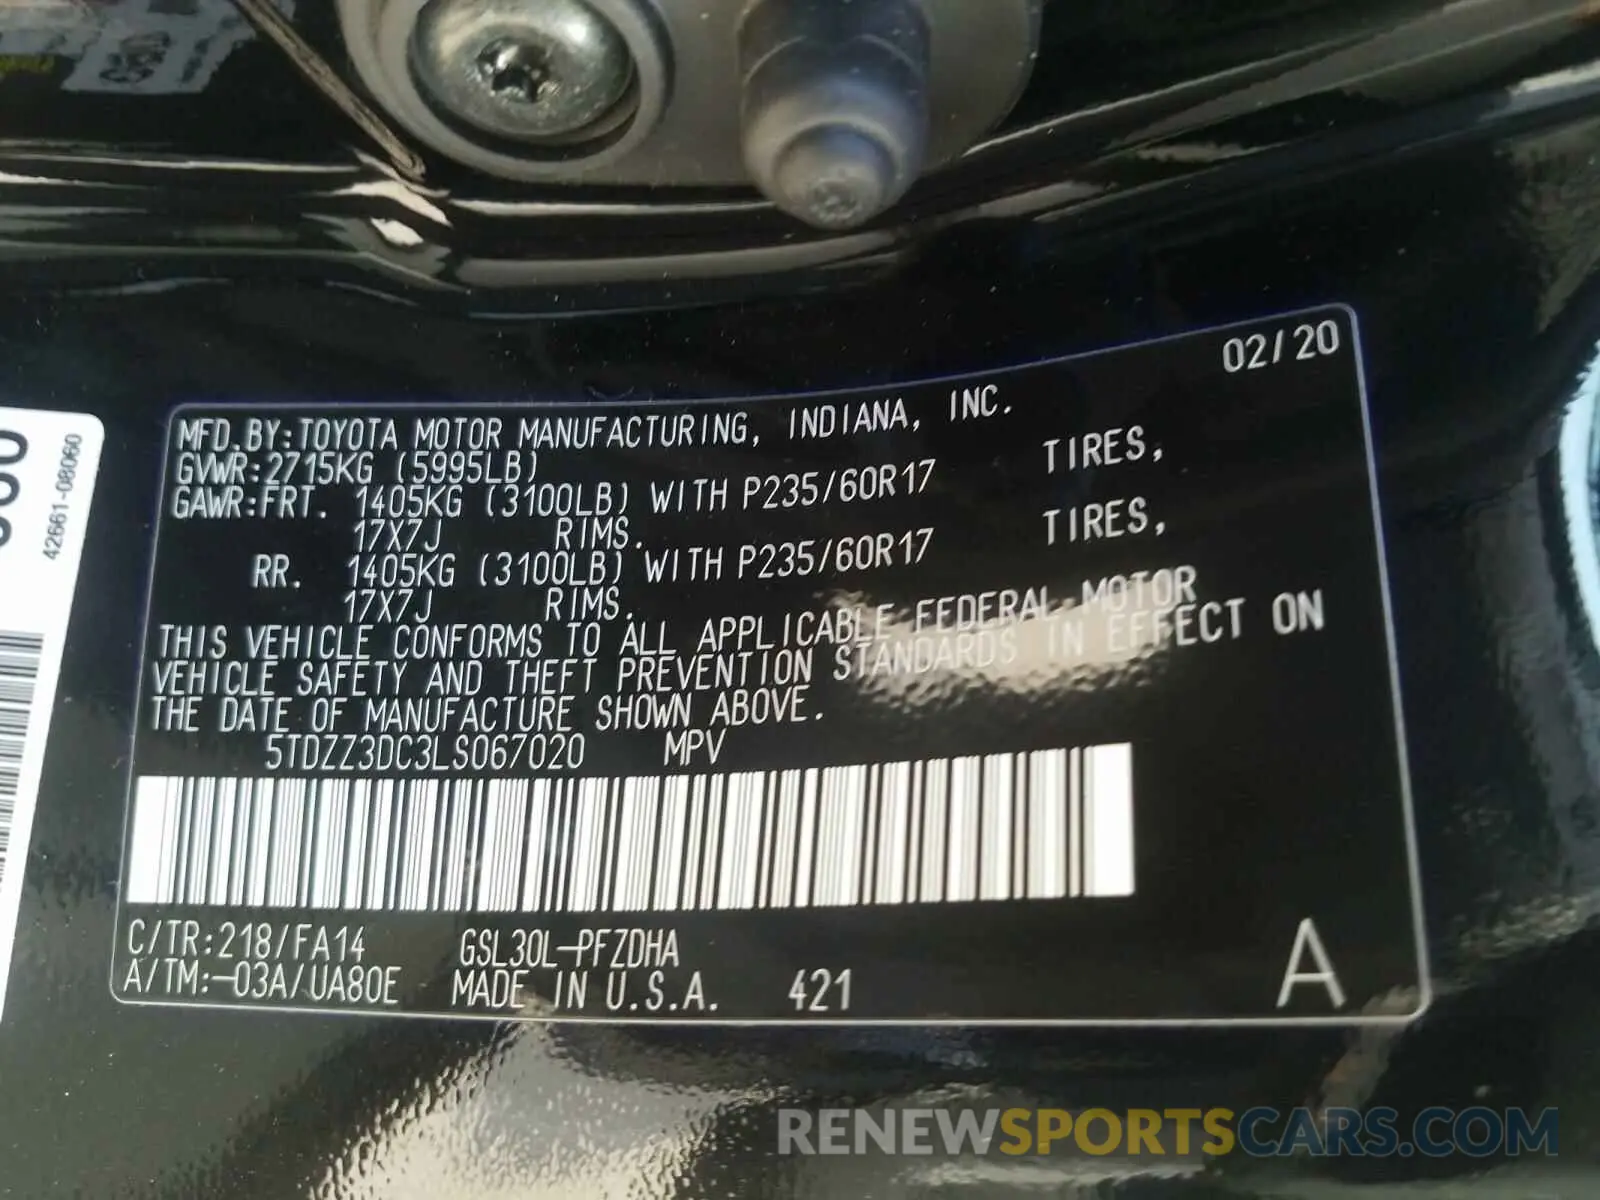 02/20
MFD.BY:TOYOTA MOTOR MANUFACTURING, INDIANA, INC.
GVWR:2715KG (5995LB)
GAWR:FRT. 1405KG (3100LB) WITH P235/60R17 TIRES,
17X7J RIMS.
RR. 1405KG (3100LB) WITH P235/60R17 TIRES,
17X7J RIMS.
THIS VEHICLE CONFORMS TO ALL APPLICABLE FEDERAL MOTOR
VEHICLE SAFETY AND THEFT PREVENTION STANDARDS IN EFFECT ON
THE DATE OF MANUFACTURE SHOWN ABOVE.
5TDZZ3DC3LS067020 MPV
C/TR:218/FA14 GSL30L-PFZDHA
A/TM:-03A/UA80E MADE IN U.S.A. 421
A
42661-08060
RENEWSPORTSCARS.COM